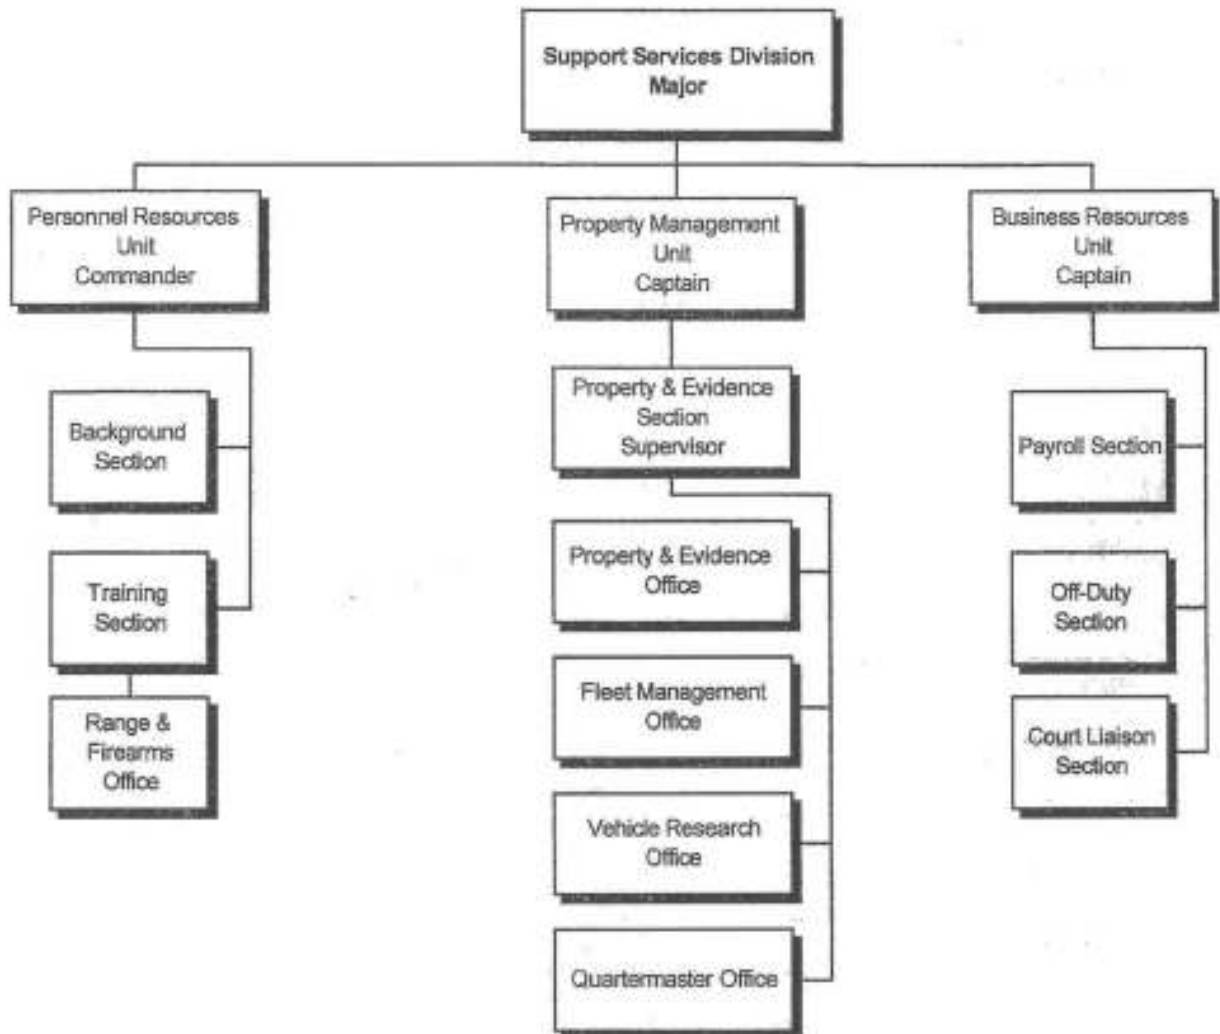 Support Services Division
Major
Personnel Resources
Unit
Commander
Property Management
Unit
Captain
Business Resources
Unit
Captain
Background
Section
Training
Section
Range &
Firearms
Office
Property & Evidence
Section
Supervisor
Property & Evidence
Office
Fleet Management
Office
Vehicle Research
Office
Quartermaster Office
Payroll Section
Off-Duty
Section
Court Liaison
Section